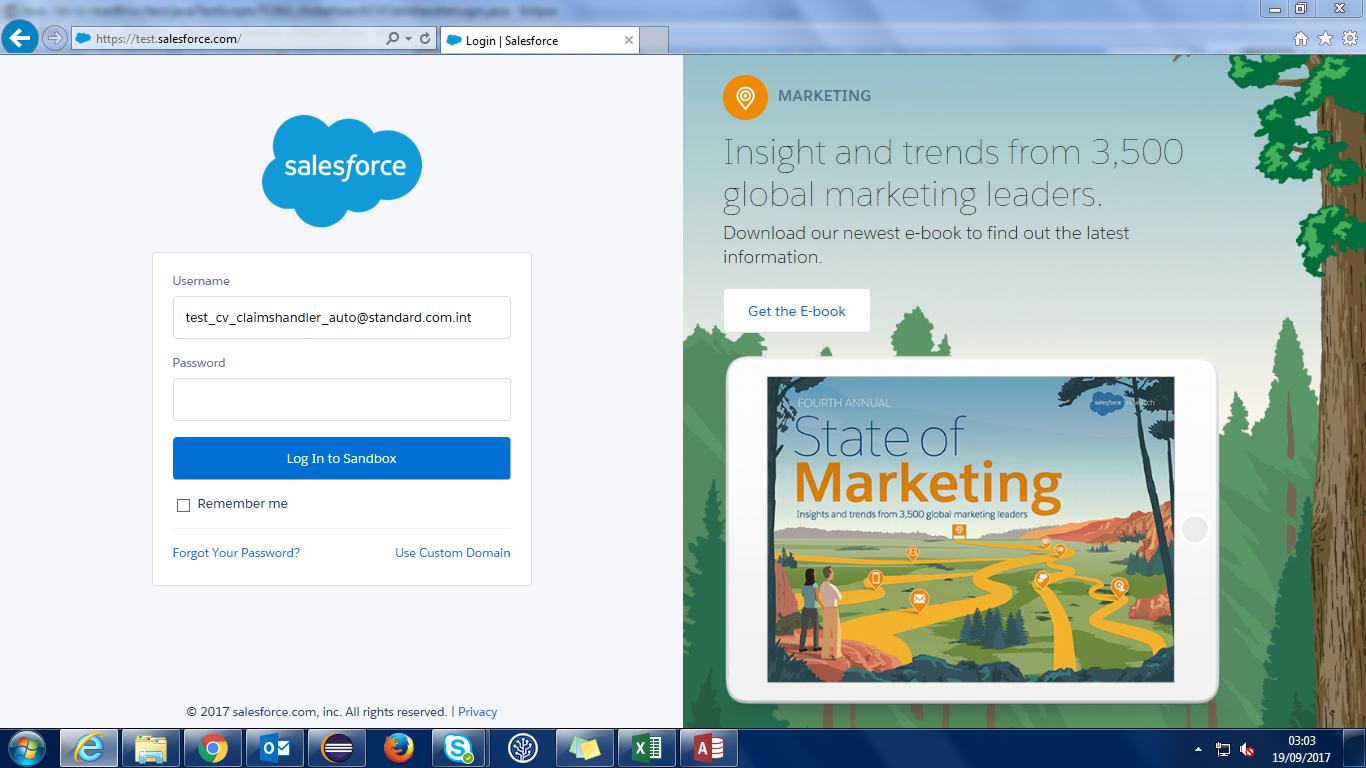 https://test.salesforce.com/
Login | Salesforce
salesforce
Username
test_cv_claimshandler_auto@standard.com.int
Password
Log In to Sandbox
Remember me
Forgot Your Password?
Use Custom Domain
© 2017 salesforce.com, inc. All rights reserved. | Privacy
MARKETING
Insight and trends from 3,500
global marketing leaders.
Download our newest e-book to find out the latest
information.
Get the E-book
FOURTH ANNUAL
salesforce research
State of
Marketing
Insights and trends from 3,500 global marketing leaders
03:03
19/09/2017